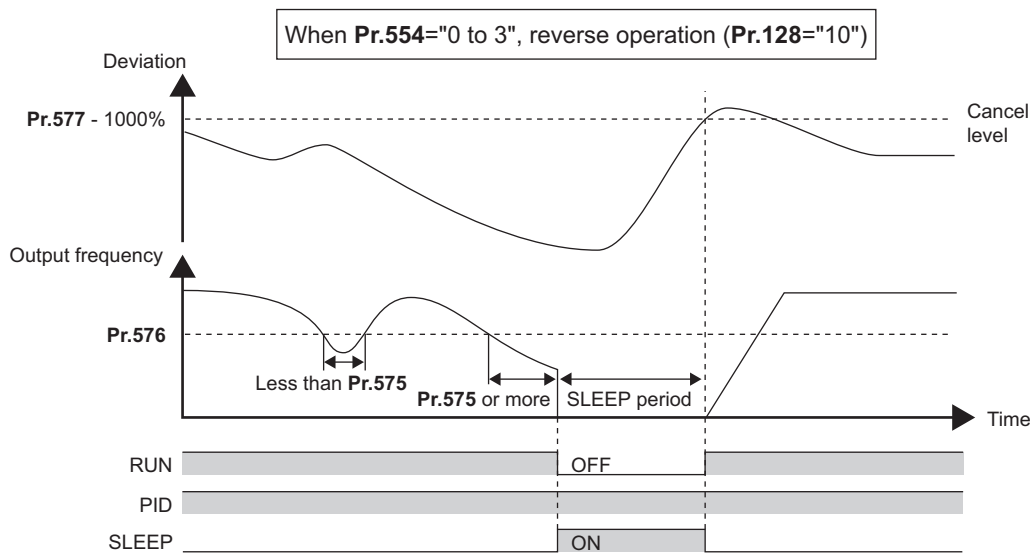 When Pr.554="0 to 3", reverse operation (Pr.128="10")
Deviation
Pr.577 - 1000%
Cancel
level
Output frequency
Pr.576
Less than Pr.575
Pr.575 or more
SLEEP period
Time
RUN
OFF
PID
SLEEP
ON